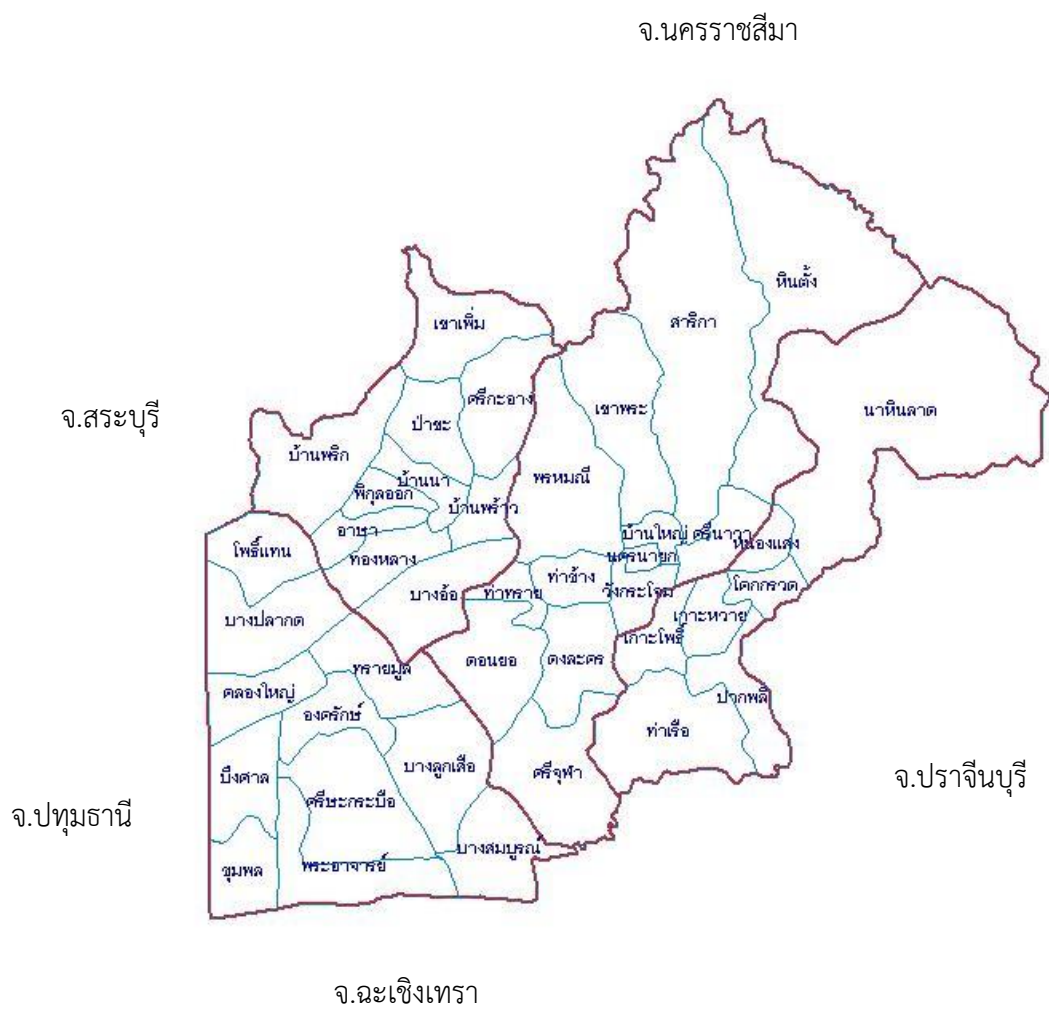 จ.นครราชสีมา
หินตั้ง
สาริกา
เขาเพิ่ม
ศรีกะอาง
เขาพระ
นาหินลาด
จ.สระบุรี
ป่าขะ
บ้านพริก
พรหมณี
บ้านนา
พิกุลออก
บ้านพร้าว
อาษา
บ้านใหญ่
ศรีนาวา
หนองแสง
โพธิ์แทน
ทองหลาง
นครนายก
ท่าช้าง
โคกกรวด
บางอ้อ
ท่าทราย
วังกระโจม
บางปลากด
เกาะหวาย
เกาะโพธิ์
ดอนยอ
ดงละคร
ทรายมูล
คลองใหญ่
ปากพลี
องครักษ์
ท่าเรือ
บางลูกเสือ
ศรีจุฬา
บึงศาล
จ.ปราจีนบุรี
ศรีษะกระบือ
จ.ปทุมธานี
บางสมบูรณ์
พระอาจารย์
ชุมพล
จ.ฉะเชิงเทรา